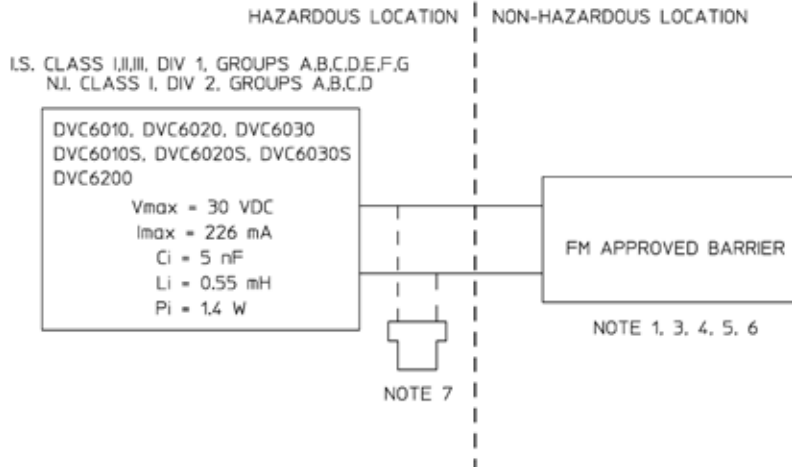 HAZARDOUS LOCATION
NON-HAZARDOUS LOCATION
I.S. CLASS I,II,III, DIV 1, GROUPS A,B,C,D,E,F,G
N.I. CLASS I, DIV 2, GROUPS A,B,C,D
DVC6010, DVC6020, DVC6030
DVC6010S, DVC6020S, DVC6030S
DVC6200
Vmax = 30 VDC
Imax = 226 mA
Ci = 5 nF
Li = 0.55 mH
Pi = 1.4 W
FM APPROVED BARRIER
NOTE 1, 3, 4, 5, 6
NOTE 7